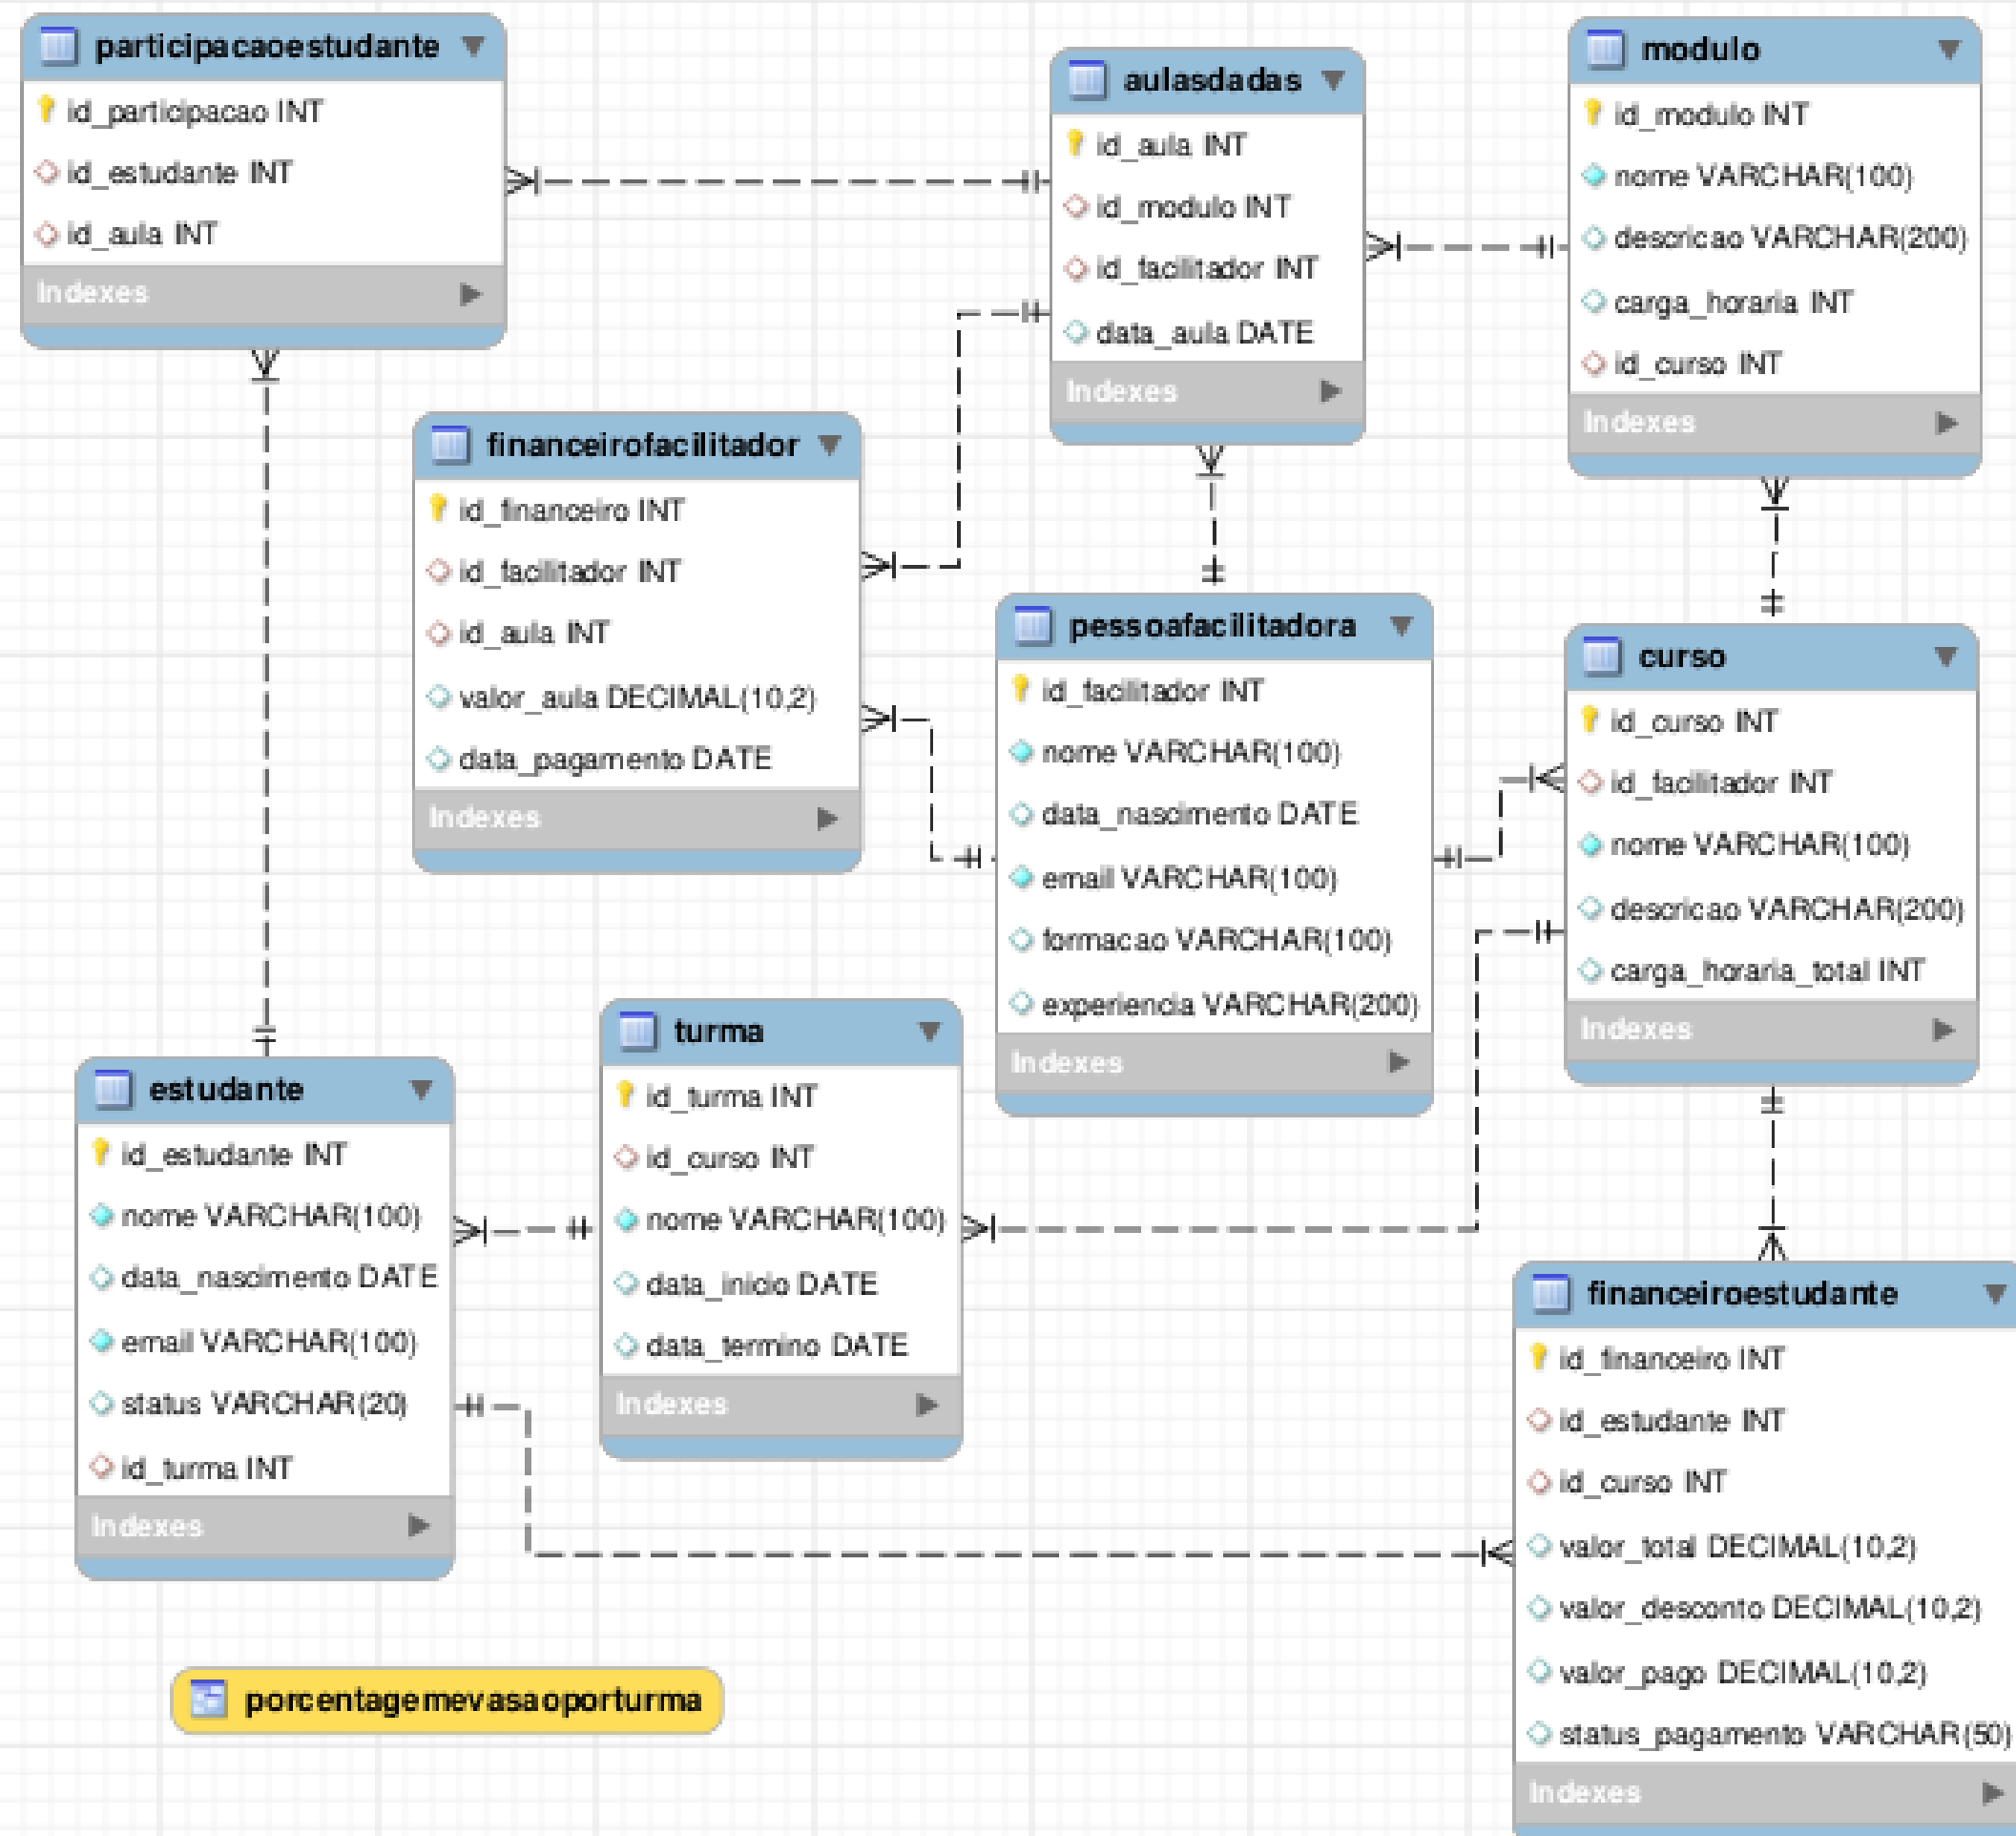 participacaoestudante
id_participacao INT
id_estudante INT
id_aula INT
Indexes
aulasdadas
id_aula INT
id_modulo INT
id_facilitador INT
data_aula DATE
Indexes
modulo
id_modulo INT
nome VARCHAR(100)
descricao VARCHAR(200)
carga_horaria INT
id_curso INT
Indexes
financeirofacilitador
id_financeiro INT
id_facilitador INT
id_aula INT
valor_aula DECIMAL(10,2)
data_pagamento DATE
Indexes
pessoafacilitadora
id_facilitador INT
nome VARCHAR(100)
data_nascimento DATE
email VARCHAR(100)
formacao VARCHAR(100)
experiencia VARCHAR(200)
Indexes
curso
id_curso INT
id_facilitador INT
nome VARCHAR(100)
descricao VARCHAR(200)
carga_horaria_total INT
Indexes
estudante
id_estudante INT
nome VARCHAR(100)
data_nascimento DATE
email VARCHAR(100)
status VARCHAR(20)
id_turma INT
Indexes
turma
id_turma INT
id_curso INT
nome VARCHAR(100)
data_inicio DATE
data_termino DATE
Indexes
financeiroestudante
id_financeiro INT
id_estudante INT
id_curso INT
valor_total DECIMAL(10,2)
valor_desconto DECIMAL(10,2)
valor_pago DECIMAL(10,2)
status_pagamento VARCHAR(50)
Indexes
porcentagemevasaoporturma